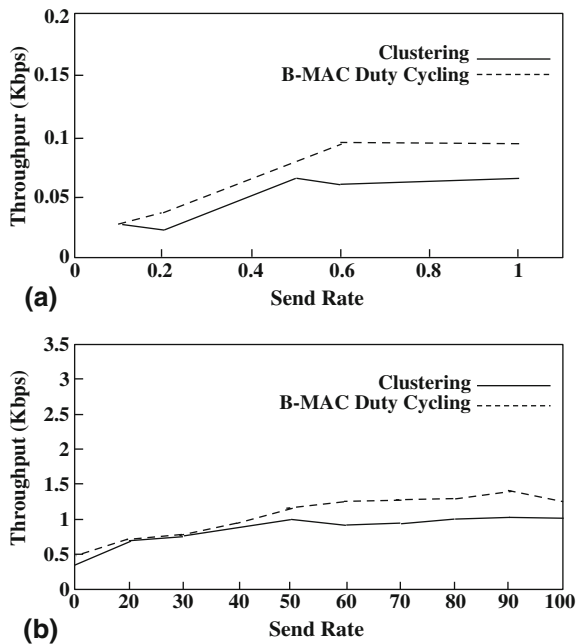 0.2
0.15
0.1
0.05
0
Throughpur (Kbps)
Clustering
B-MAC Duty Cycling
0 0.2 0.4 0.6 0.8 1
Send Rate
(a)
3.5
3
2.5
2
1.5
1
0.5
0
Throughput (Kbps)
Clustering
B-MAC Duty Cycling
0 20 30 40 50 60 70 80 90 100
Send Rate
(b)